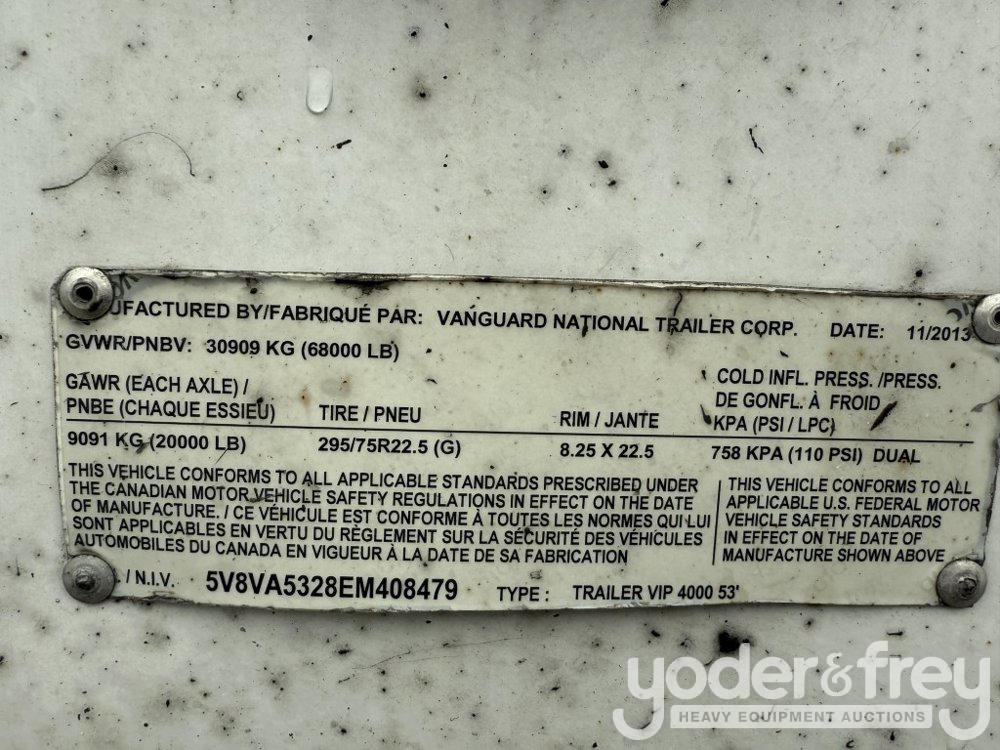 UFACTURED BY/FABRIQUÉ PAR: VANGUARD NATIONAL TRAILER CORP. DATE: 11/2013
GVWR/PNBV: 30909 KG (68000 LB)
GAWR (EACH AXLE) /
PNBE (CHAQUE ESSIEU) TIRE / PNEU RIM / JANTE
COLD INFL. PRESS. /PRESS.
DE GONFL. À FROID
KPA (PSI / LPC)
9091 KG (20000 LB) 295/75R22.5 (G) 8.25 X 22.5 758 KPA (110 PSI) DUAL
THIS VEHICLE CONFORMS TO ALL APPLICABLE STANDARDS PRESCRIBED UNDER
THE CANADIAN MOTOR VEHICLE SAFETY REGULATIONS IN EFFECT ON THE DATE
OF MANUFACTURE. / CE VÉHICULE EST CONFORME À TOUTES LES NORMES QUI LUI
SONT APPLICABLES EN VERTU DU RÈGLEMENT SUR LA SÉCURITÉ DES VÉHICULES
AUTOMOBILES DU CANADA EN VIGUEUR À LA DATE DE SA FABRICATION
THIS VEHICLE CONFORMS TO ALL
APPLICABLE U.S. FEDERAL MOTOR
VEHICLE SAFETY STANDARDS
IN EFFECT ON THE DATE OF
MANUFACTURE SHOWN ABOVE
/ N.I.V. 5V8VA5328EM408479 TYPE : TRAILER VIP 4000 53'
yoder&frey
HEAVY EQUIPMENT AUCTIONS